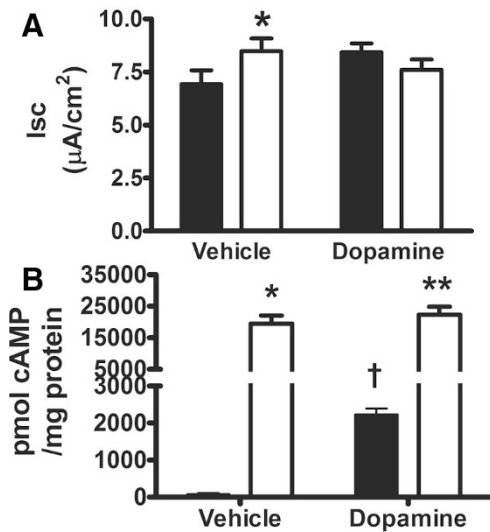 A
Isc
(μA/cm²)
10.0
*
7.5
5.0
2.5
0.0
Vehicle Dopamine
B
pmol cAMP
/mg protein
35000
* **
25000
15000
5000
3000
†
2000
1000
0
Vehicle Dopamine